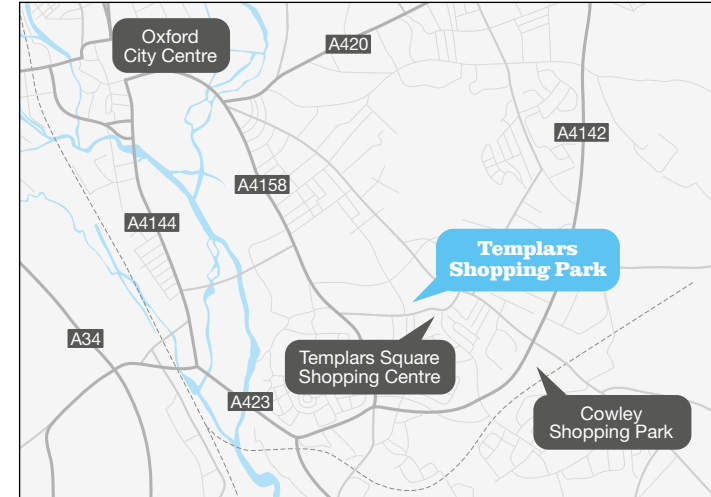 Oxford
City Centre
A420
A4142
A4158
A4144
Templars
Shopping Park
A34
Templars Square
Shopping Centre
A423
Cowley
Shopping Park